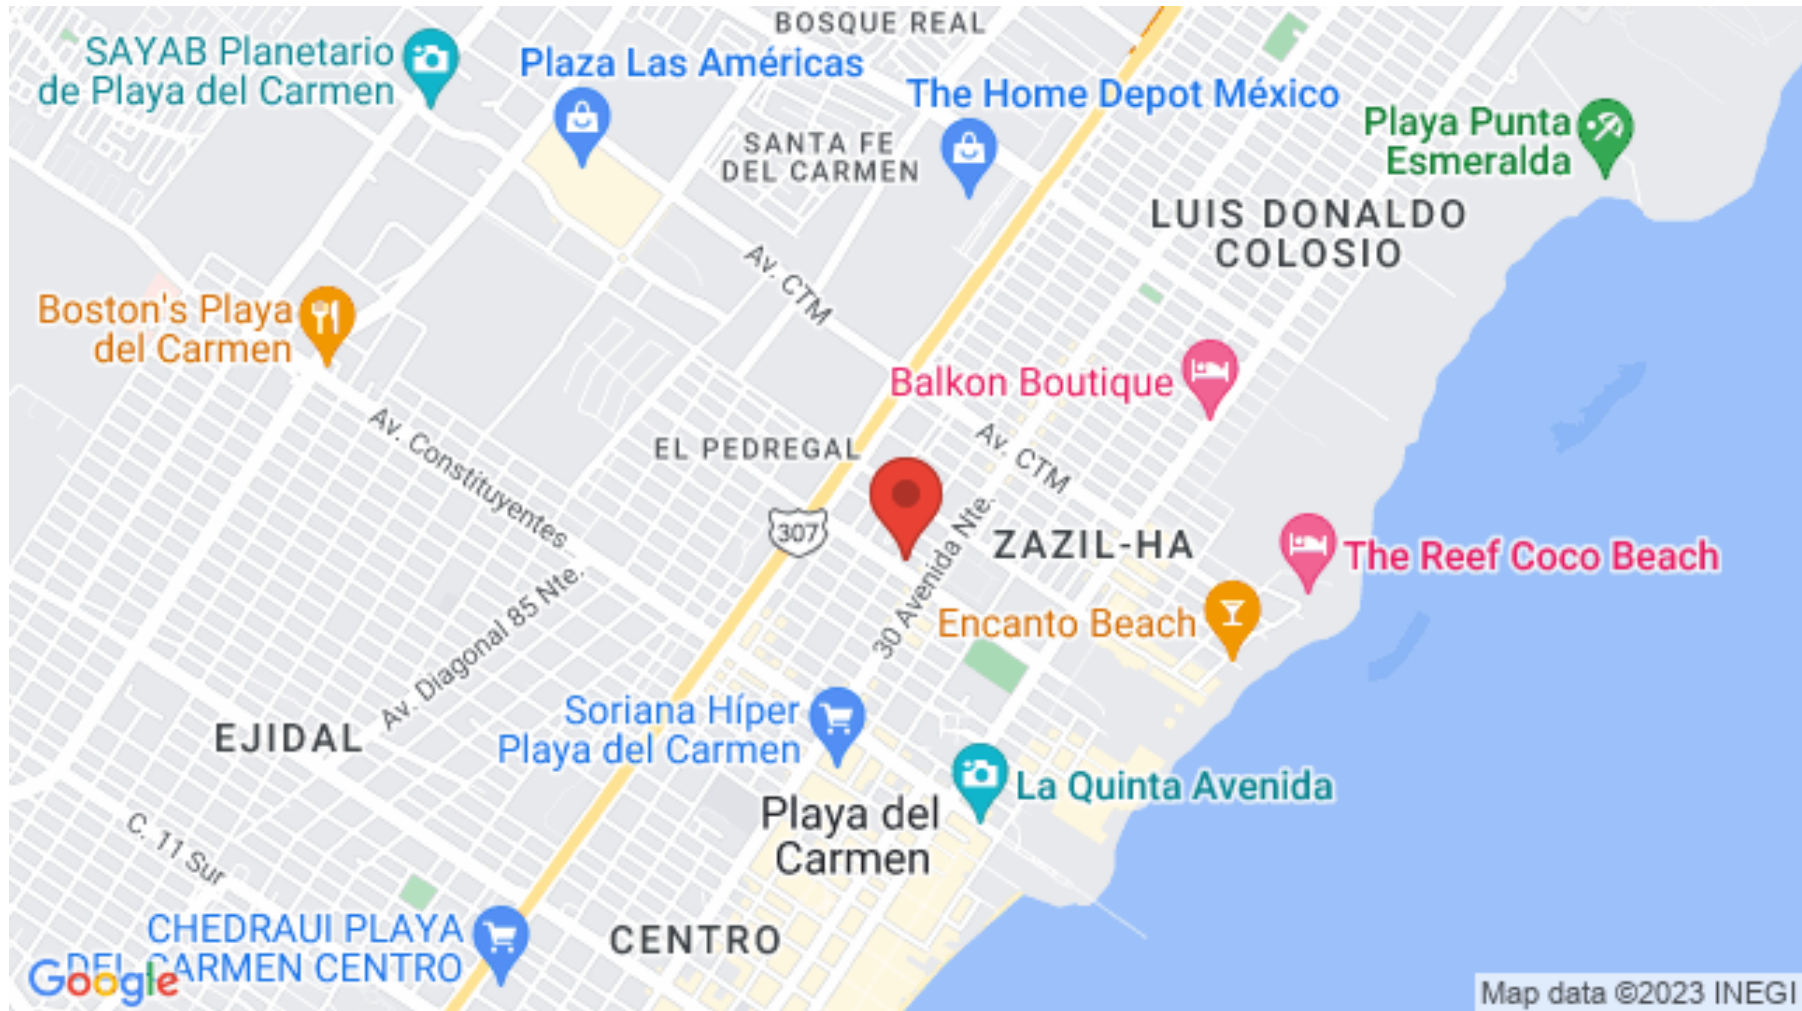 BOSQUE REAL
SAYAB Planetario
de Playa del Carmen
Plaza Las Américas
The Home Depot México
Playa Punta
Esmeralda
SANTA FE
DEL CARMEN
LUIS DONALDO
COLOSIO
Av. CTM
Boston's Playa
del Carmen
Balkon Boutique
Av. Constituyentes
EL PEDREGAL
Av. CTM
307
30 Avenida Nte.
ZAZIL-HA
The Reef Coco Beach
Av. Diagonal 85 Nte.
Encanto Beach
EJIDAL
Soriana Híper
Playa del Carmen
La Quinta Avenida
Playa del
Carmen
C. 11 Sur
CHEDRAUI PLAYA
DEL CARMEN CENTRO
CENTRO
Google
Map data ©2023 INEGI